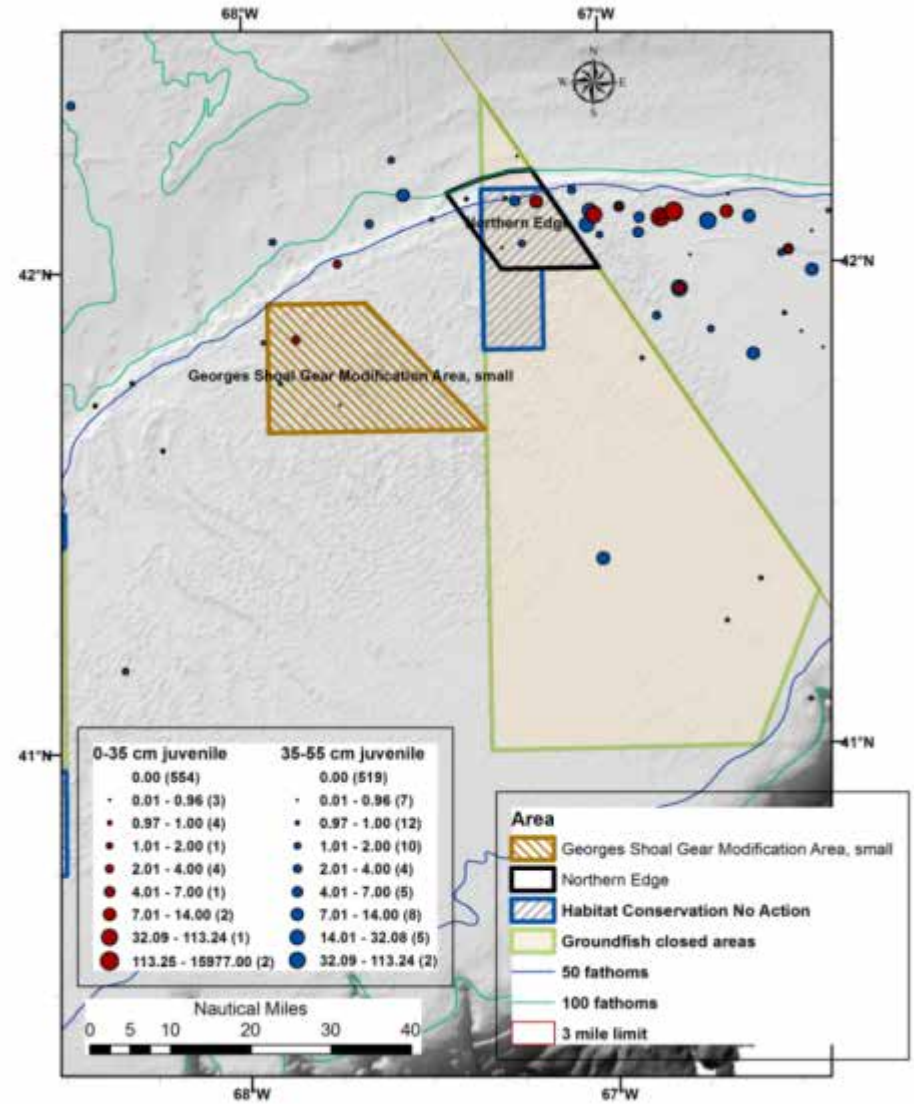 68°W 67°W
N
W E
S
42°N 42°N
Northern Edge
Georges Shoal Gear Modification Area, small
41°N 41°N
0-35 cm juvenile 35-55 cm juvenile
0.00 (554) 0.00 (519)
0.01 - 0.96 (3) 0.01 - 0.96 (7)
0.97 - 1.00 (4) 0.97 - 1.00 (12)
1.01 - 2.00 (1) 1.01 - 2.00 (10)
2.01 - 4.00 (4) 2.01 - 4.00 (4)
4.01 - 7.00 (1) 4.01 - 7.00 (5)
7.01 - 14.00 (2) 7.01 - 14.00 (8)
32.09 - 113.24 (1) 14.01 - 32.08 (5)
113.25 - 15977.00 (2) 32.09 - 113.24 (2)
Area
Georges Shoal Gear Modification Area, small
Northern Edge
Habitat Conservation No Action
Groundfish closed areas
50 fathoms
100 fathoms
3 mile limit
Nautical Miles
0 5 10 20 30 40
68°W 67°W